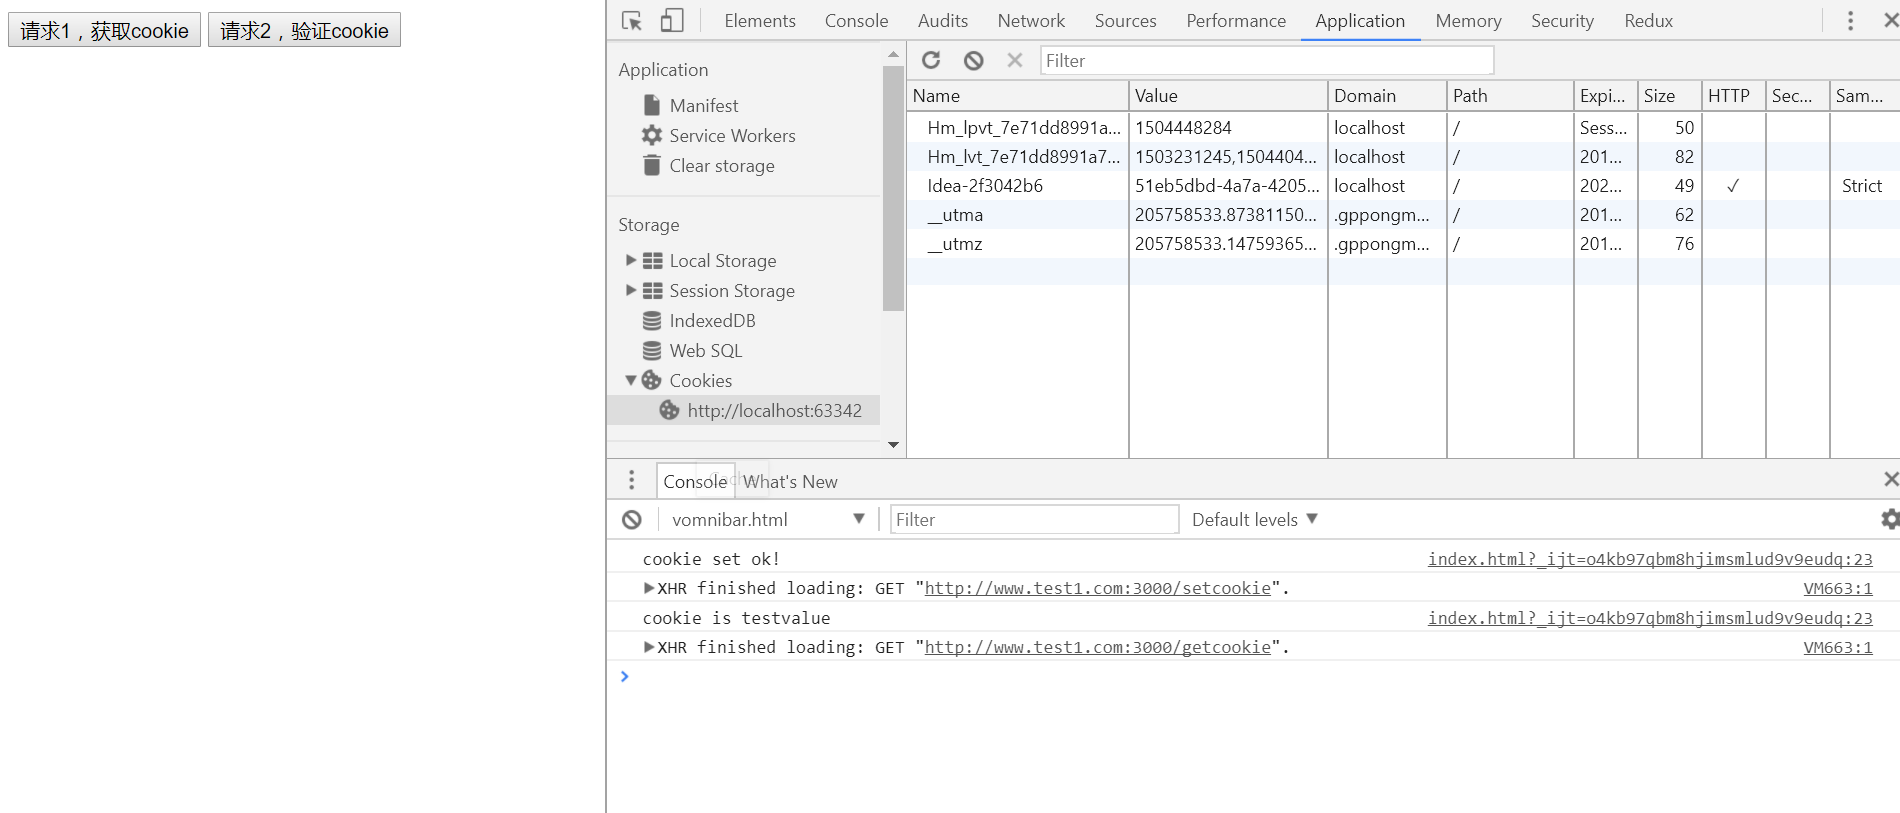 请求1，获取cookie 请求2，验证cookie
Elements Console Audits Network Sources Performance Application Memory Security Redux
Application
Manifest
Service Workers
Clear storage
Storage
Local Storage
Session Storage
IndexedDB
Web SQL
Cookies
http://localhost:63342
Filter
Name Value Domain Path Expi... Size HTTP Sec... Sam...
Hm_lpvt_7e71dd8991a... 1504448284 localhost / Sess... 50
Hm_lvt_7e71dd8991a7... 1503231245,1504404... localhost / 201... 82
Idea-2f3042b6 51eb5dbd-4a7a-4205... localhost / 202... 49 ✓ Strict
__utma 205758533.87381150... .gppongm... / 201... 62
__utmz 205758533.14759365... .gppongm... / 201... 76
Console What's New
vomnibar.html Filter Default levels
cookie set ok! index.html?_ijt=o4kb97qbm8hjimsmlud9v9eudq:23
XHR finished loading: GET "http://www.test1.com:3000/setcookie". VM663:1
cookie is testvalue index.html?_ijt=o4kb97qbm8hjimsmlud9v9eudq:23
XHR finished loading: GET "http://www.test1.com:3000/getcookie". VM663:1